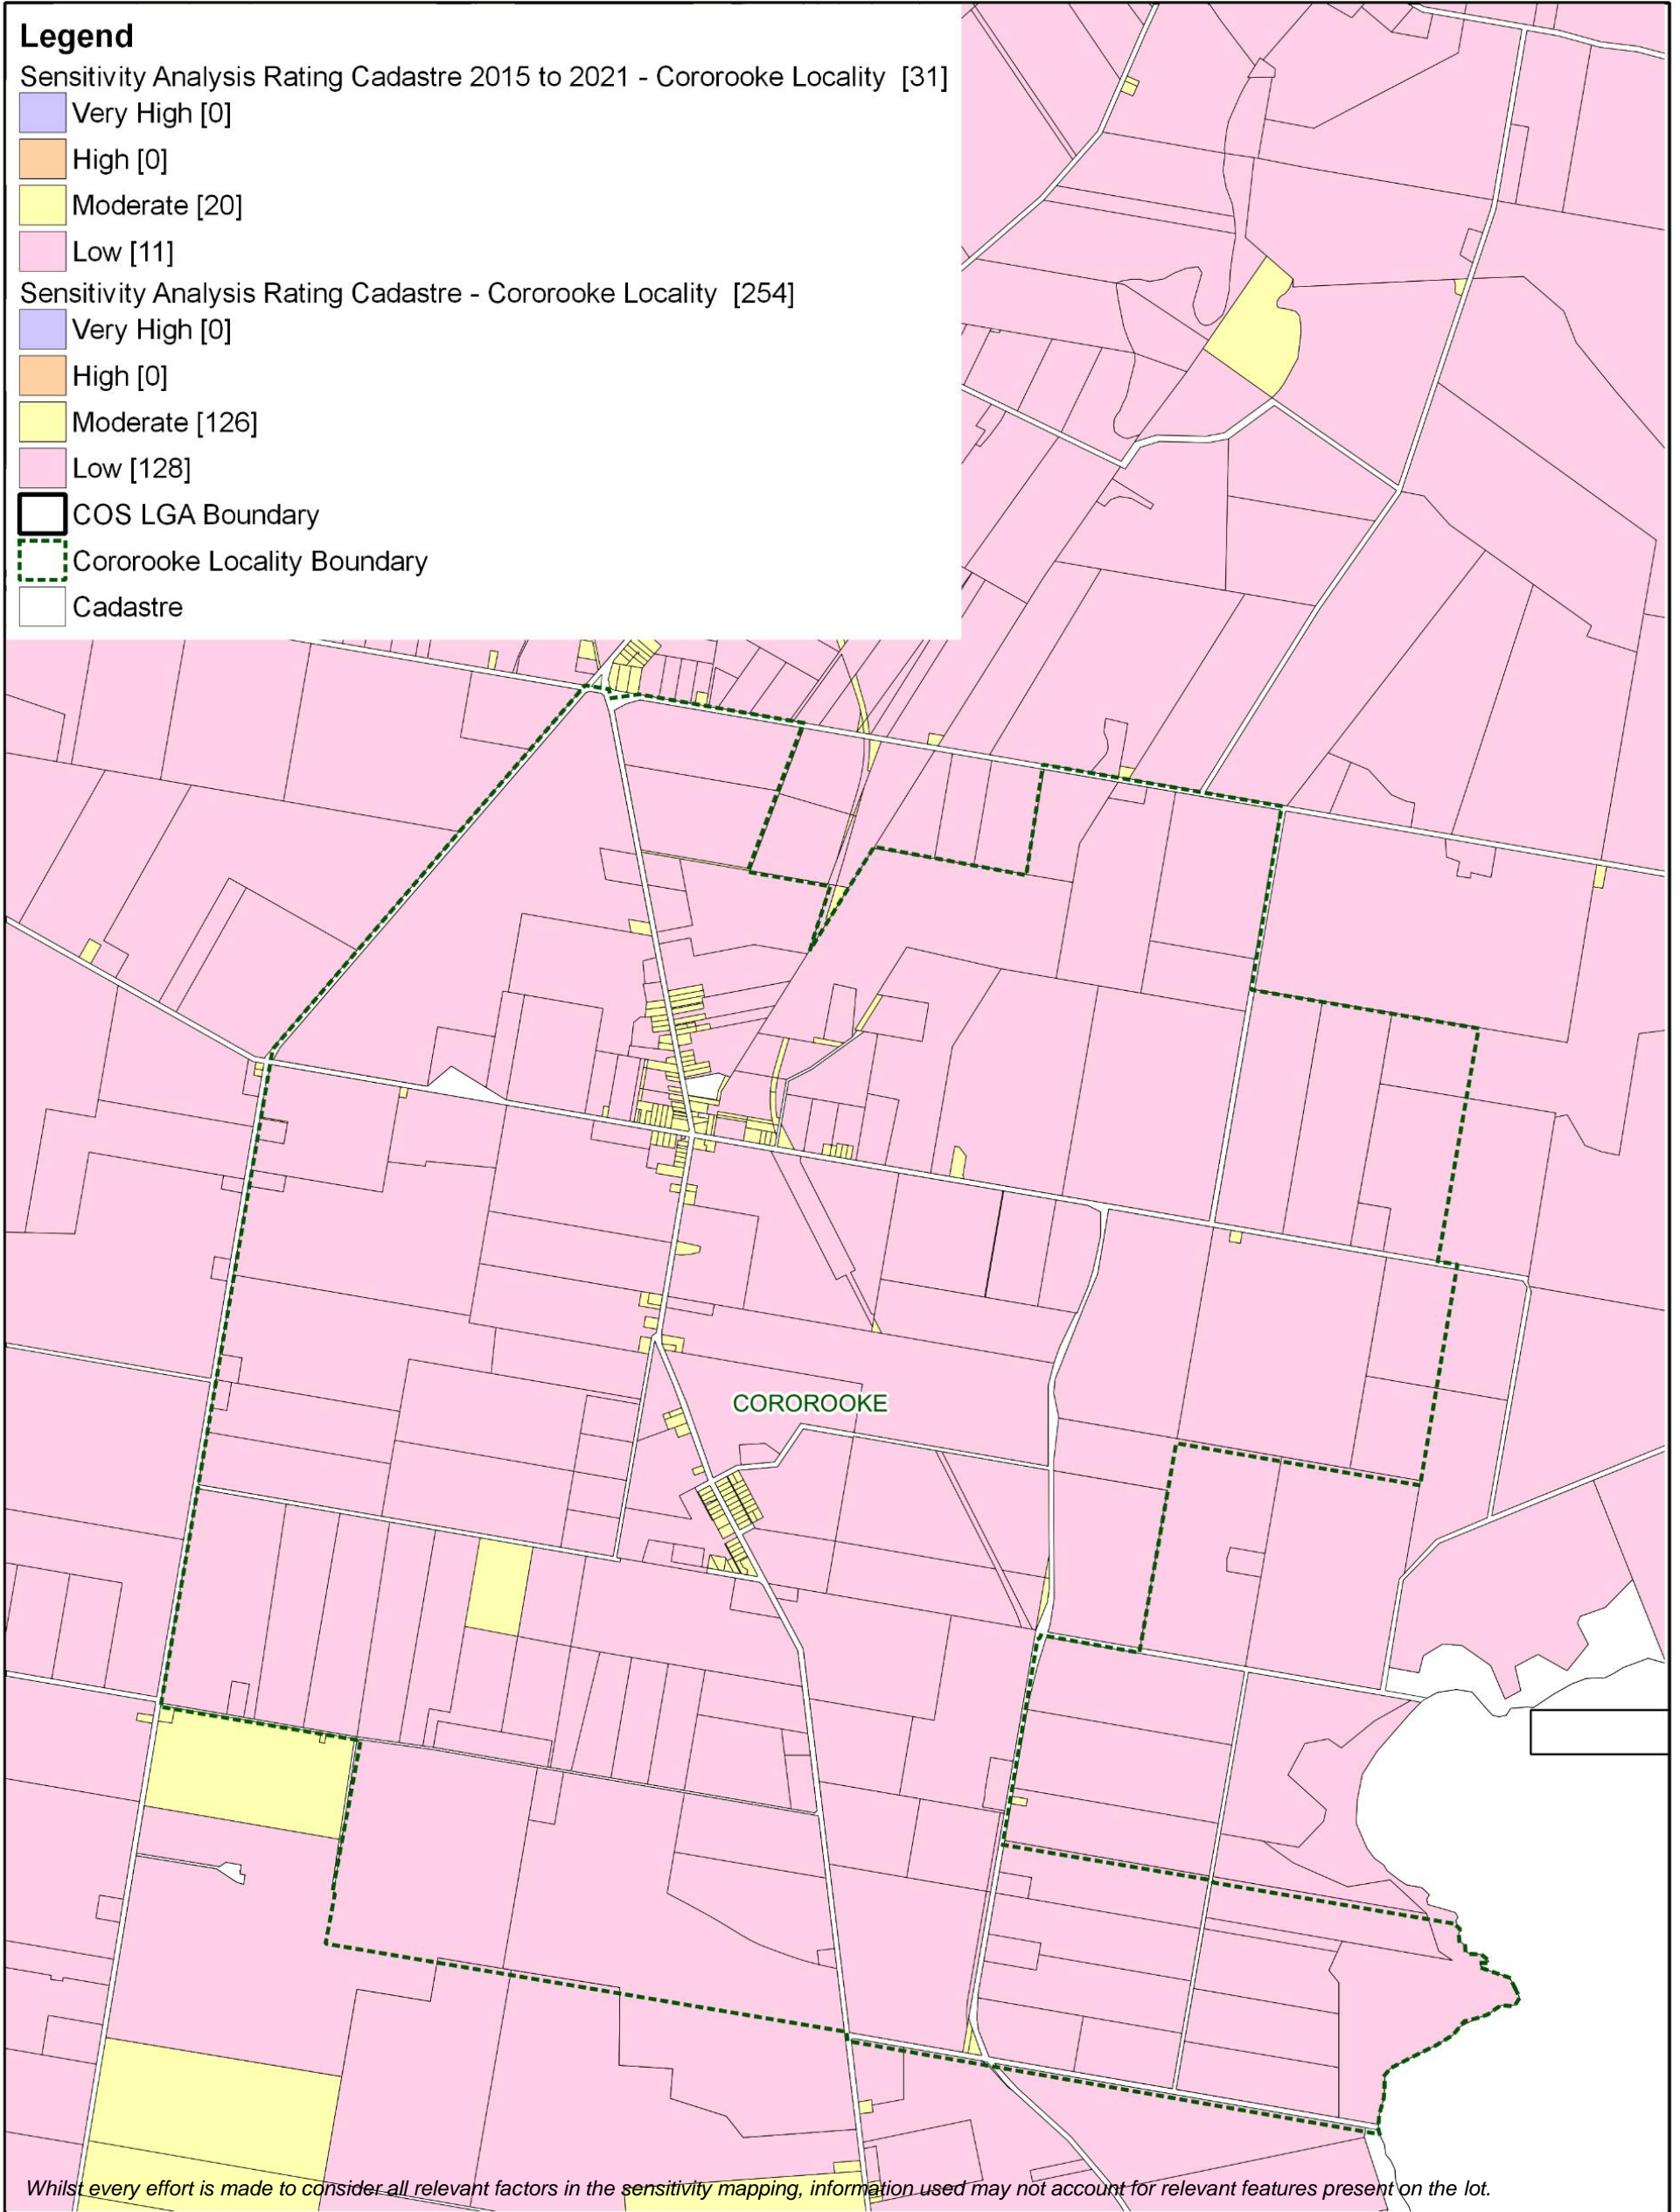 Legend
Sensitivity Analysis Rating Cadastre 2015 to 2021 - Cororooke Locality [31]
Very High [0]
High [0]
Moderate [20]
Low [11]
Sensitivity Analysis Rating Cadastre - Cororooke Locality [254]
Very High [0]
High [0]
Moderate [126]
Low [128]
COS LGA Boundary
Cororooke Locality Boundary
Cadastre
COROROOKE
Whilst every effort is made to consider all relevant factors in the sensitivity mapping, information used may not account for relevant features present on the lot.